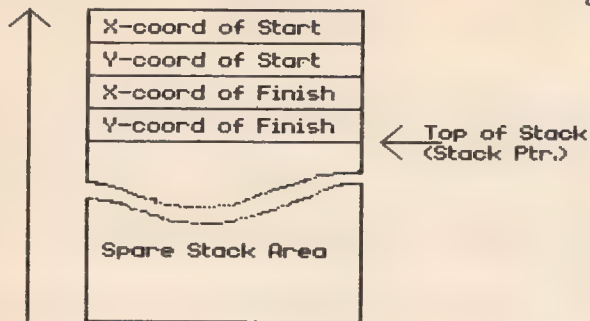 X-coord of Start
Y-coord of Start
X-coord of Finish
Y-coord of Finish
Top of Stack
(Stack Ptr.)
Spare Stack Area